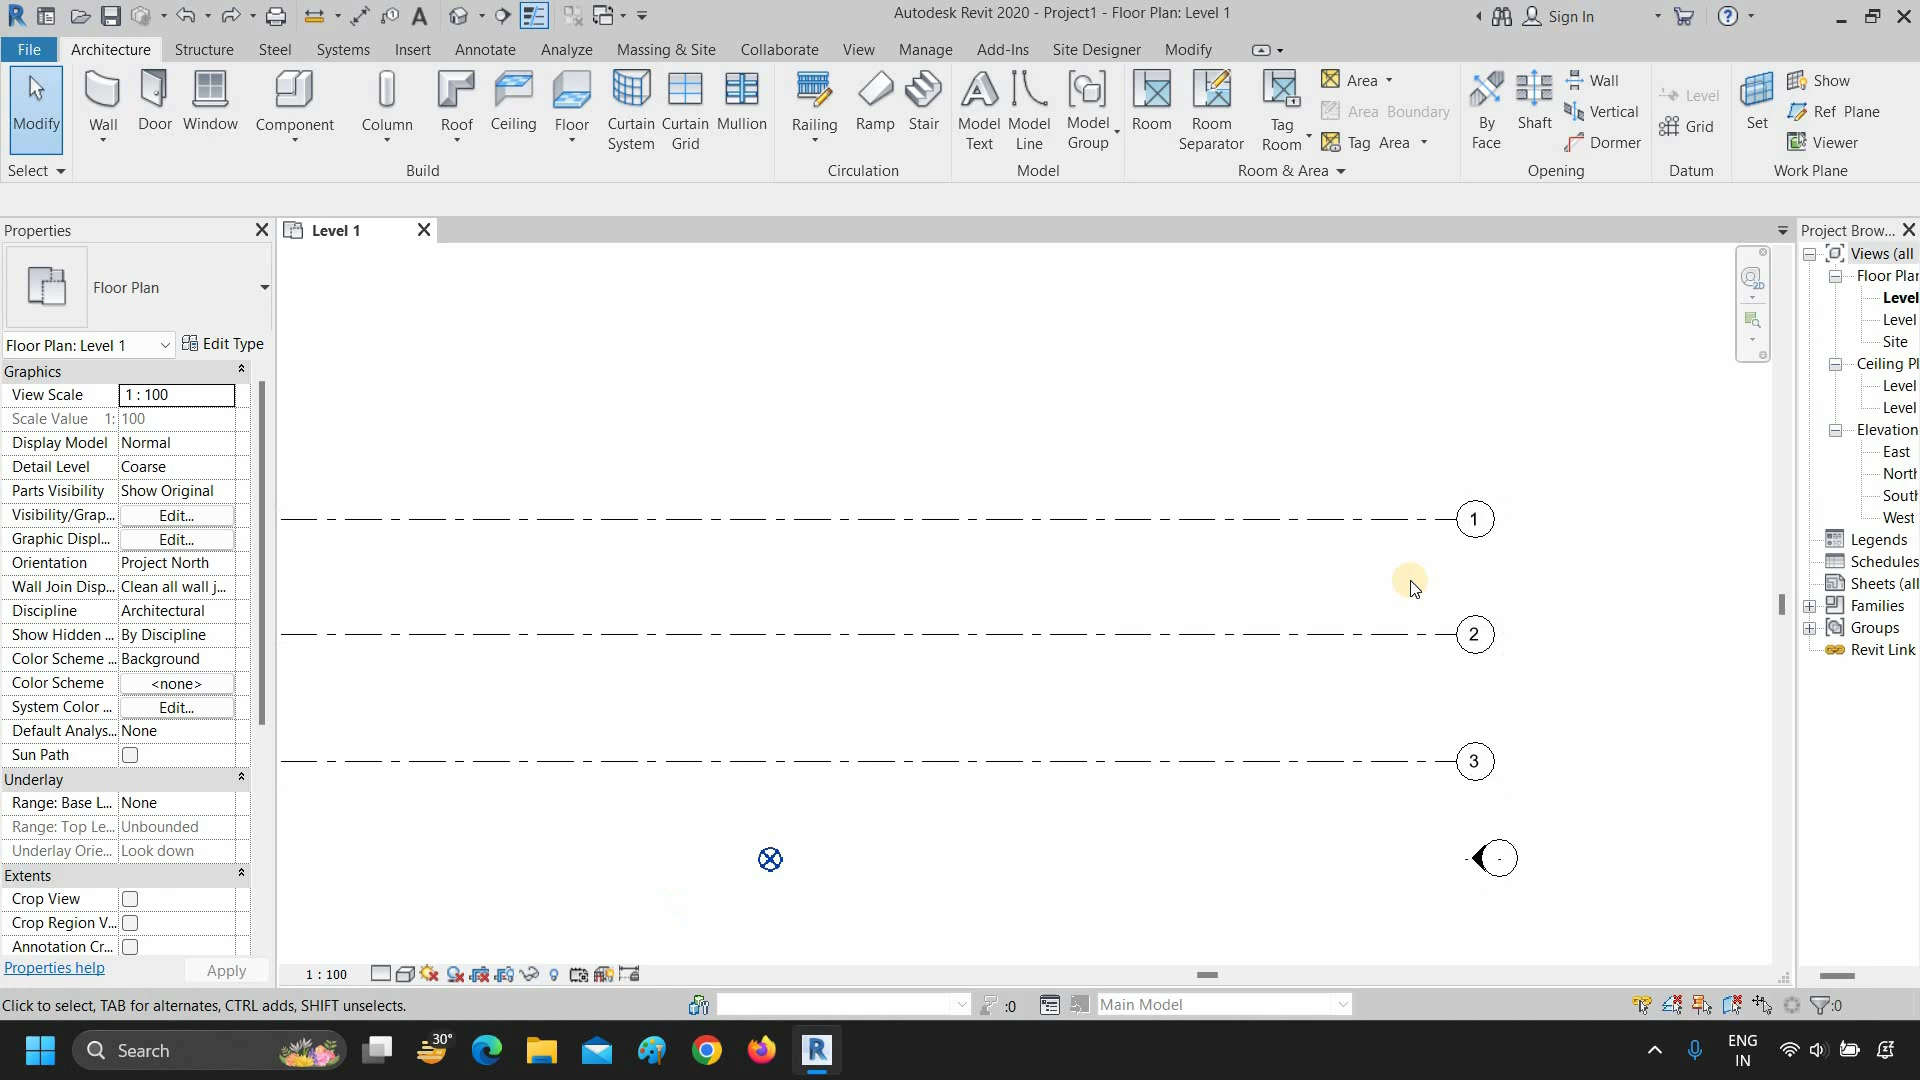 Autodesk Revit 2020 - Project1 - Floor Plan: Level 1
Sign In
File Architecture Structure Steel Systems Insert Annotate Analyze Massing & Site Collaborate View Manage Add-Ins Site Designer Modify
Modify
Wall
Door
Window
Component
Column
Roof
Ceiling
Floor
Curtain System
Curtain Grid
Mullion
Railing
Ramp
Stair
Model Text
Model Line
Model Group
Room
Room Separator
Tag Room
Area
Area Boundary
Tag Area
By Face
Shaft
Wall
Vertical
Dormer
Level
Grid
Set
Show
Ref Plane
Viewer
Select Build Circulation Model Room & Area Opening Datum Work Plane
Properties
Floor Plan
Floor Plan: Level 1 Edit Type
Graphics
View Scale 1 : 100
Scale Value 1: 100
Display Model Normal
Detail Level Coarse
Parts Visibility Show Original
Visibility/Grap... Edit...
Graphic Displ... Edit...
Orientation Project North
Wall Join Disp... Clean all wall j...
Discipline Architectural
Show Hidden ... By Discipline
Color Scheme ... Background
Color Scheme <none>
System Color ... Edit...
Default Analys... None
Sun Path
Underlay
Range: Base L... None
Range: Top Le... Unbounded
Underlay Orie... Look down
Extents
Crop View
Crop Region V...
Annotation Cr...
Properties help Apply
Level 1
1
2
3
1 : 100
Project Brow...
Views (all
Floor Plan
Level
Level
Site
Ceiling Pl
Level
Level
Elevation
East
North
South
West
Legends
Schedules
Sheets (all
Families
Groups
Revit Link
Click to select, TAB for alternates, CTRL adds, SHIFT unselects.
:0
Main Model
:0
Search
30°
ENG
IN